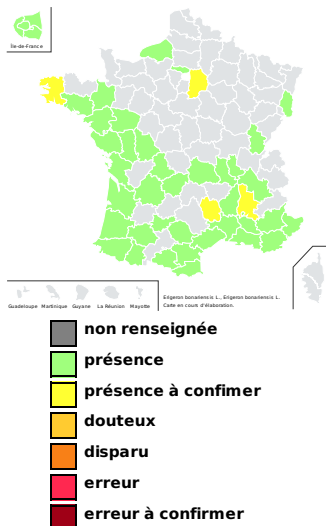 Île-de-France
Guadeloupe Martinique Guyane La Réunion Mayotte
Erigeron bonariensis L., Erigeron bonariensis L.
Carte en cours d'élaboration.
non renseignée
présence
présence à confimer
douteux
disparu
erreur
erreur à confirmer